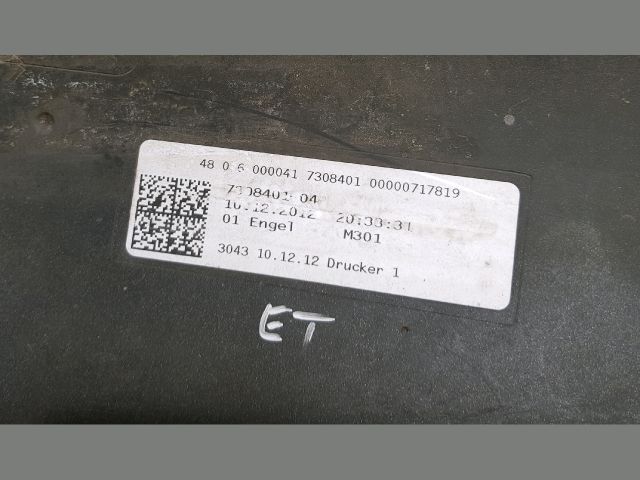 48 0 6 000041 7308401 00000717819
7308401-04
10.12.2012 20:33:31
01 Engel M301
3043 10.12.12 Drucker 1
ET